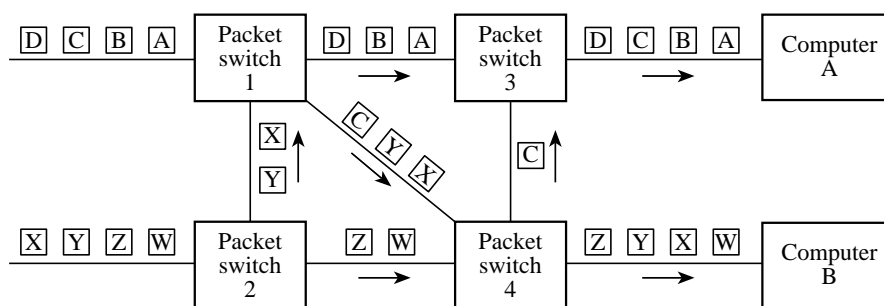 D C B A
Packet
switch
1
D B A
Packet
switch
3
D C B A
Computer
A
X
Y
C Y X
C
X Y Z W
Packet
switch
2
Z W
Packet
switch
4
Z Y X W
Computer
B